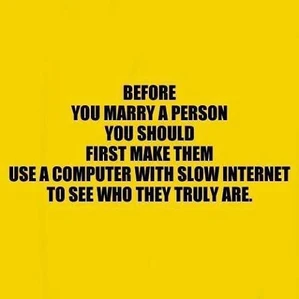 BEFORE
YOU MARRY A PERSON
YOU SHOULD
FIRST MAKE THEM
USE A COMPUTER WITH SLOW INTERNET
TO SEE WHO THEY TRULY ARE.